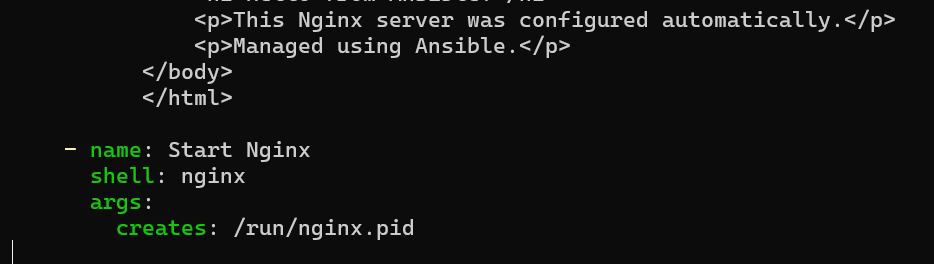 <p>This Nginx server was configured automatically.</p>
<p>Managed using Ansible.</p>
</body>
</html>
- name: Start Nginx
shell: nginx
args:
creates: /run/nginx.pid